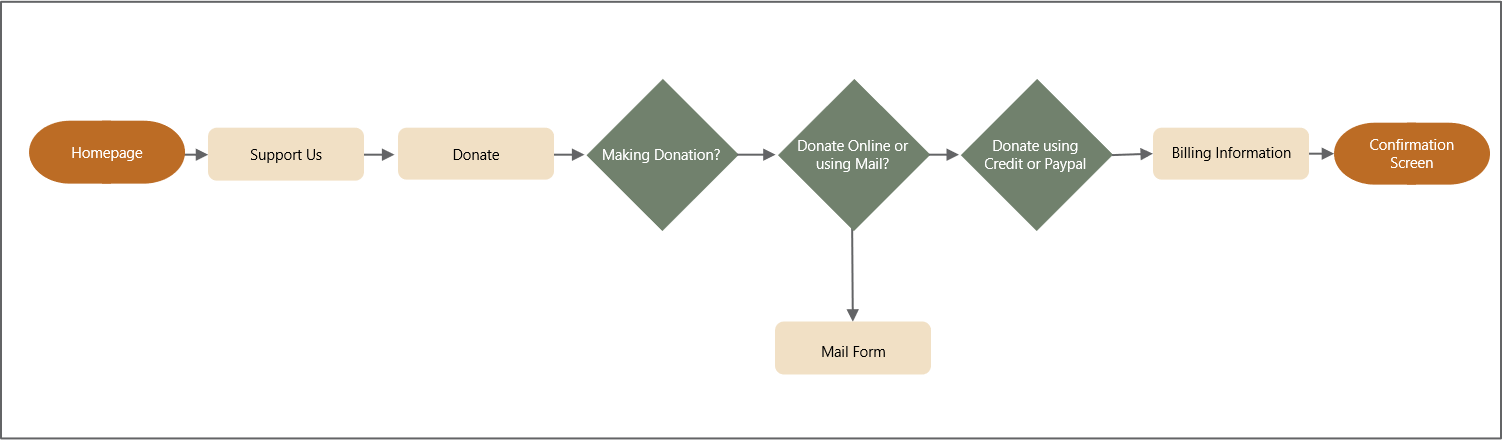 Homepage
Support Us
Donate
Making Donation?
Donate Online or
using Mail?
Donate using
Credit or Paypal
Billing Information
Confirmation
Screen
Mail Form